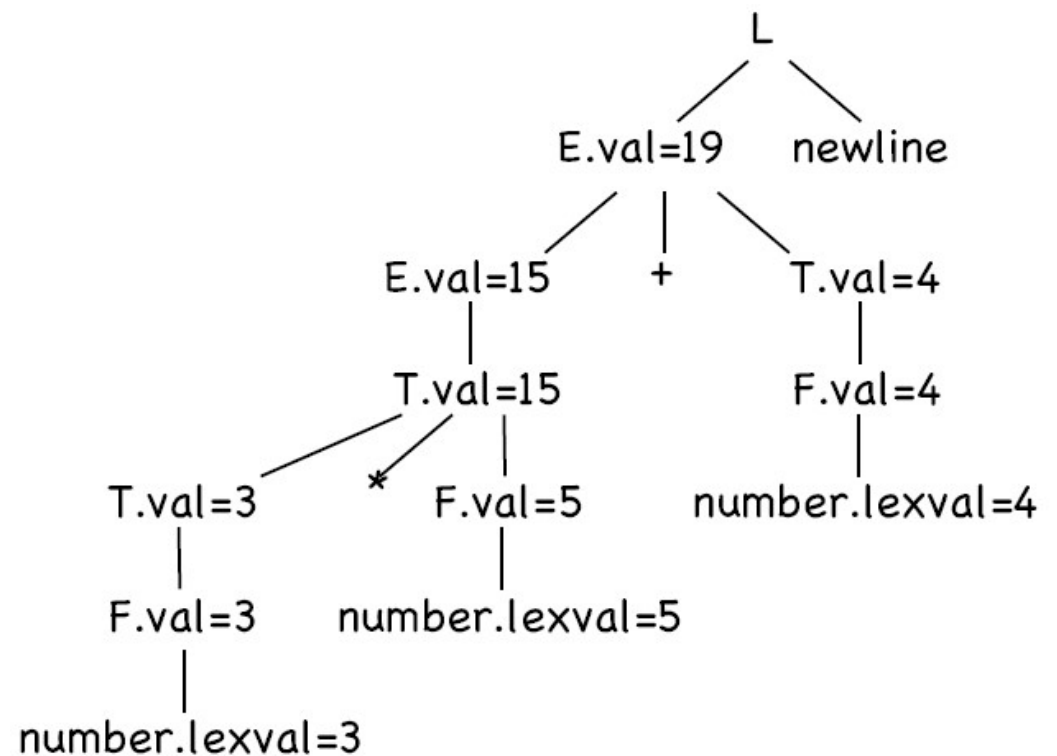 L
E.val=19 newline
E.val=15 + T.val=4
T.val=15 F.val=4
T.val=3 * F.val=5 number.lexval=4
F.val=3 number.lexval=5
number.lexval=3